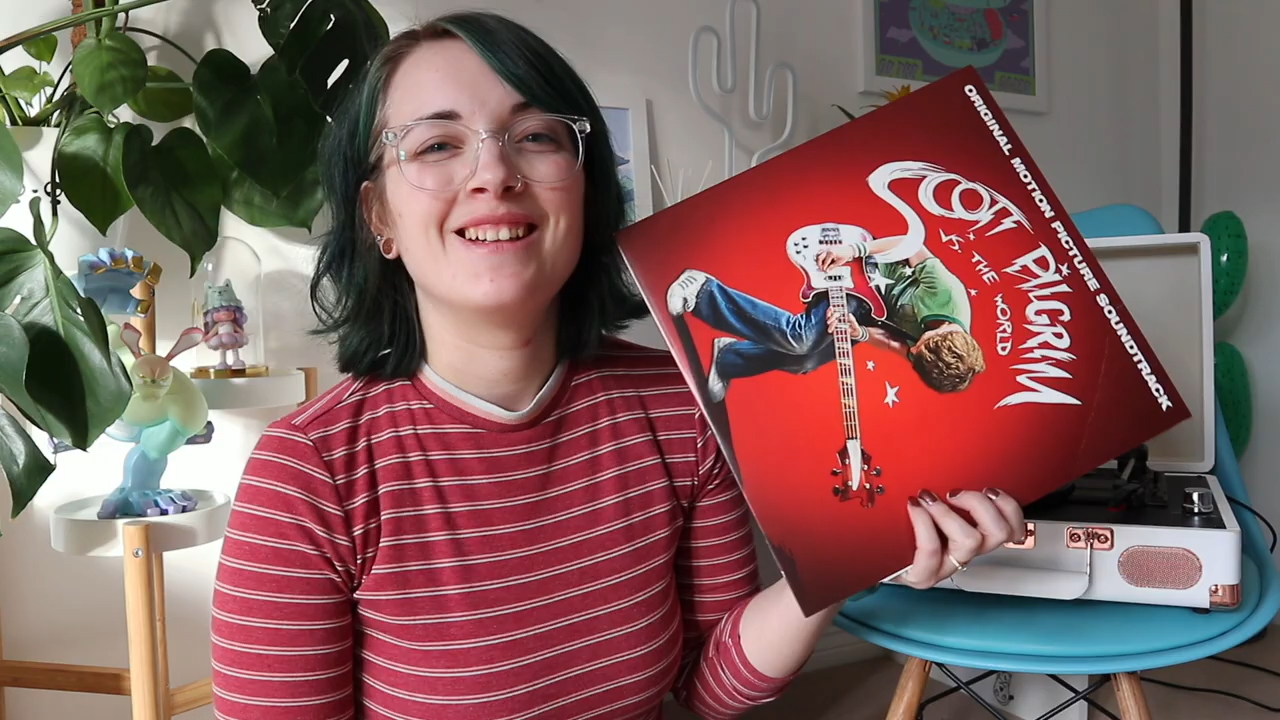 ORIGINAL MOTION PICTURE SOUNDTRACK
SCOTT PILGRIM
VS. THE WORLD